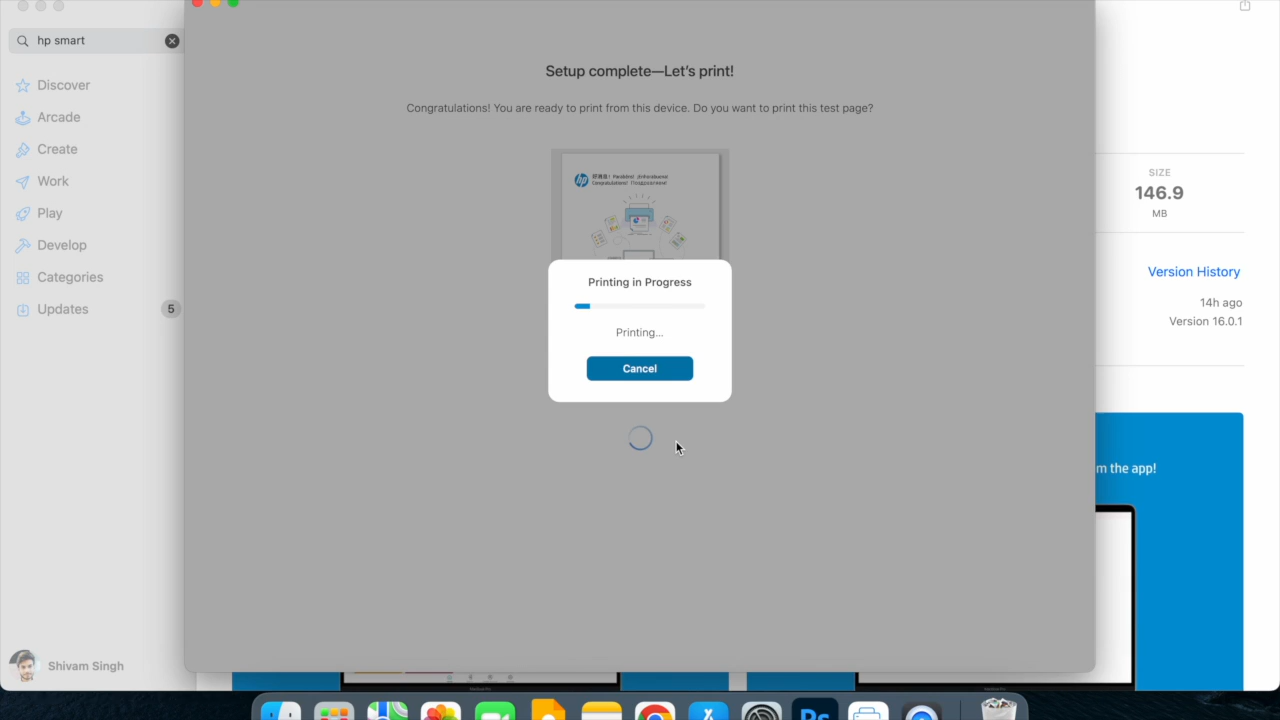 hp smart
Discover
Arcade
Create
Work
Play
Develop
Categories
Updates
5
Shivam Singh
Setup complete—Let's print!
Congratulations! You are ready to print from this device. Do you want to print this test page?
hp
Printing in Progress
Printing...
Cancel
SIZE
146.9
MB
Version History
14h ago
Version 16.0.1
m the app!
Ps